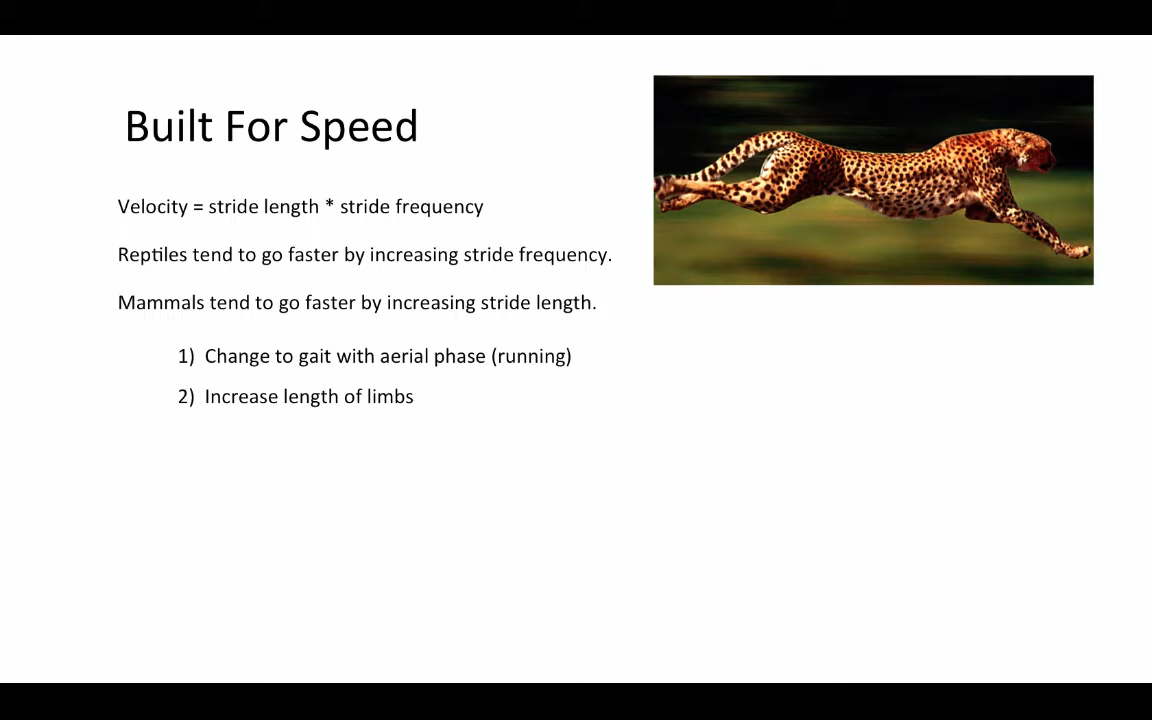 Built For Speed
Velocity = stride length * stride frequency
Reptiles tend to go faster by increasing stride frequency.
Mammals tend to go faster by increasing stride length.
1) Change to gait with aerial phase (running)
2) Increase length of limbs